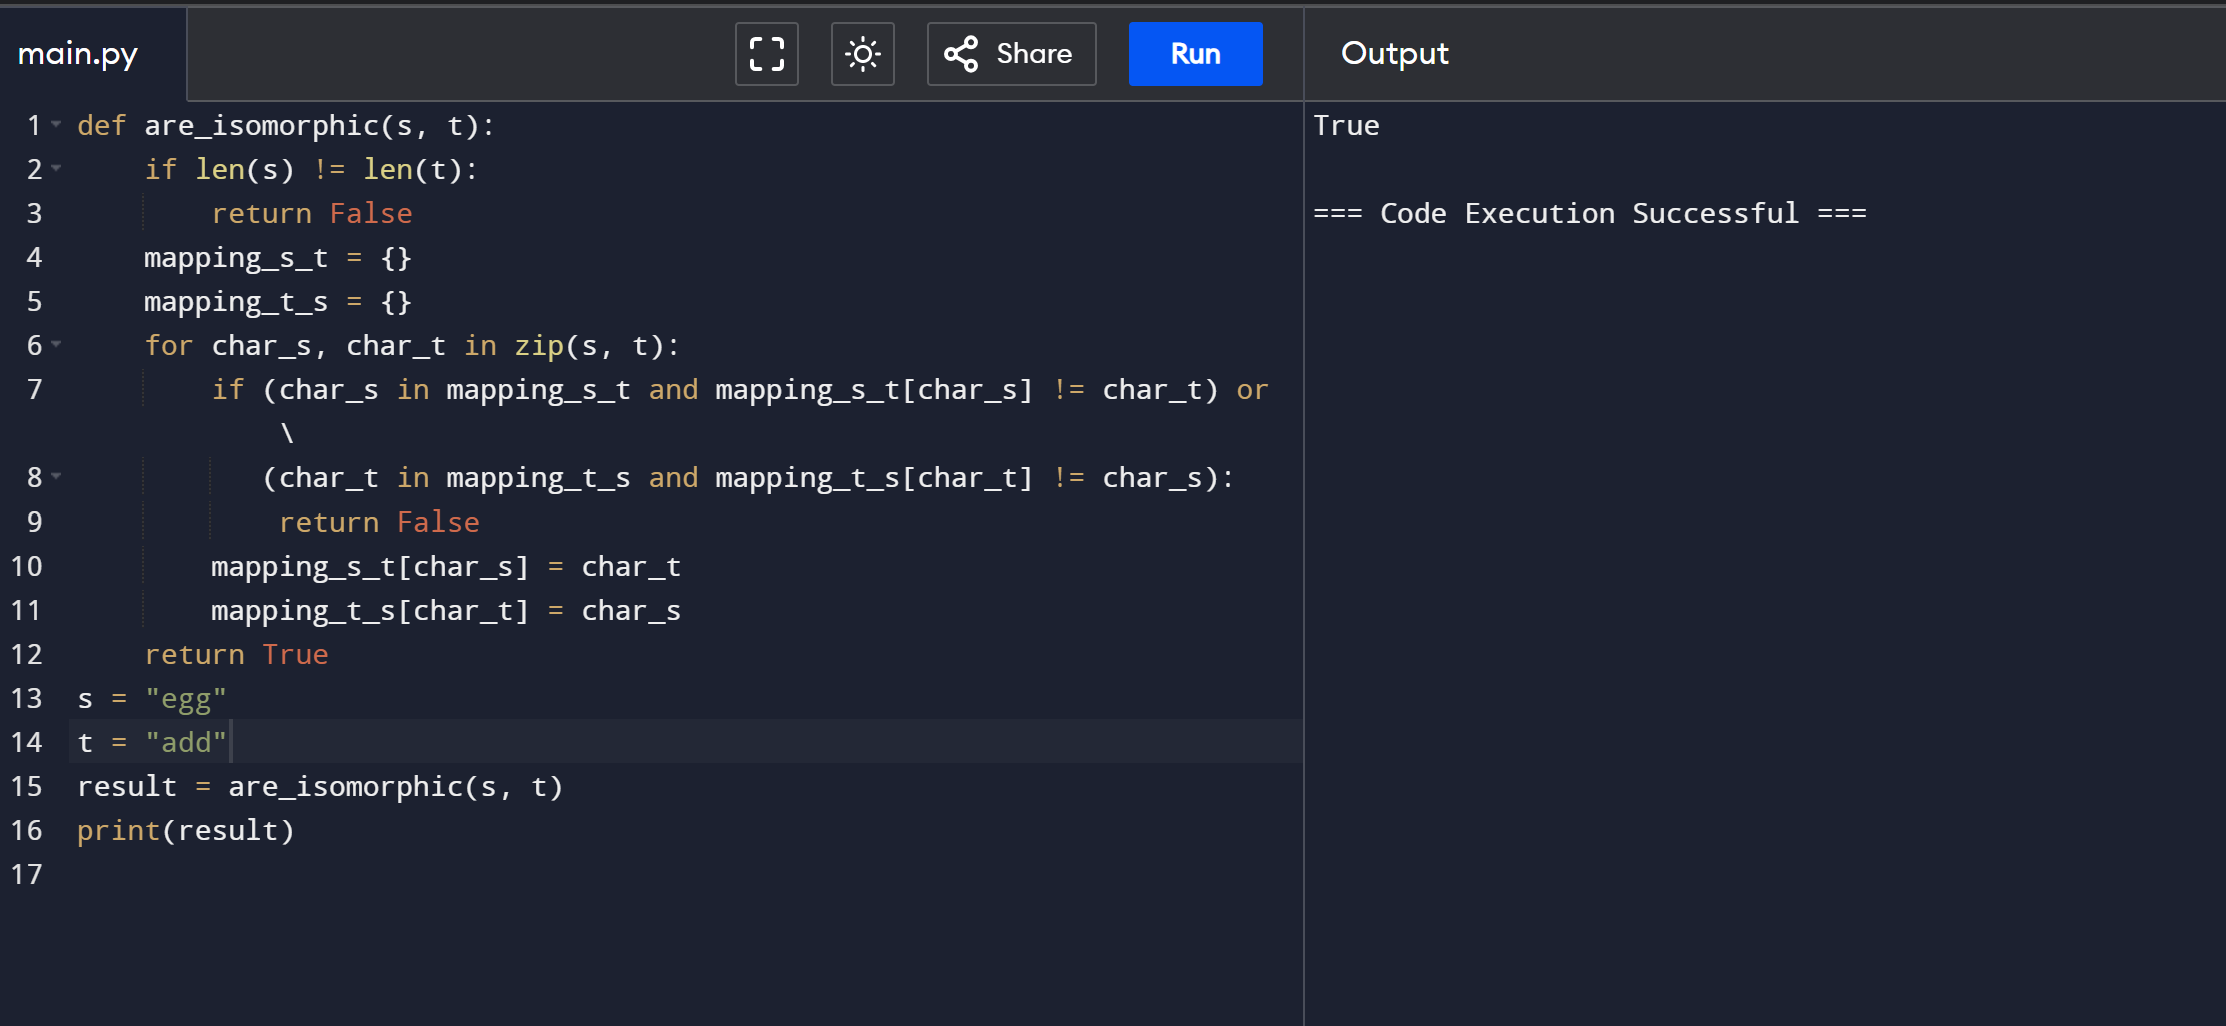 main.py
Share
Run
Output
1 def are_isomorphic(s, t):
2     if len(s) != len(t):
3         return False
4     mapping_s_t = {}
5     mapping_t_s = {}
6     for char_s, char_t in zip(s, t):
7         if (char_s in mapping_s_t and mapping_s_t[char_s] != char_t) or
            \
8            (char_t in mapping_t_s and mapping_t_s[char_t] != char_s):
9             return False
10         mapping_s_t[char_s] = char_t
11         mapping_t_s[char_t] = char_s
12     return True
13 s = "egg"
14 t = "add"
15 result = are_isomorphic(s, t)
16 print(result)
17
True
=== Code Execution Successful ===